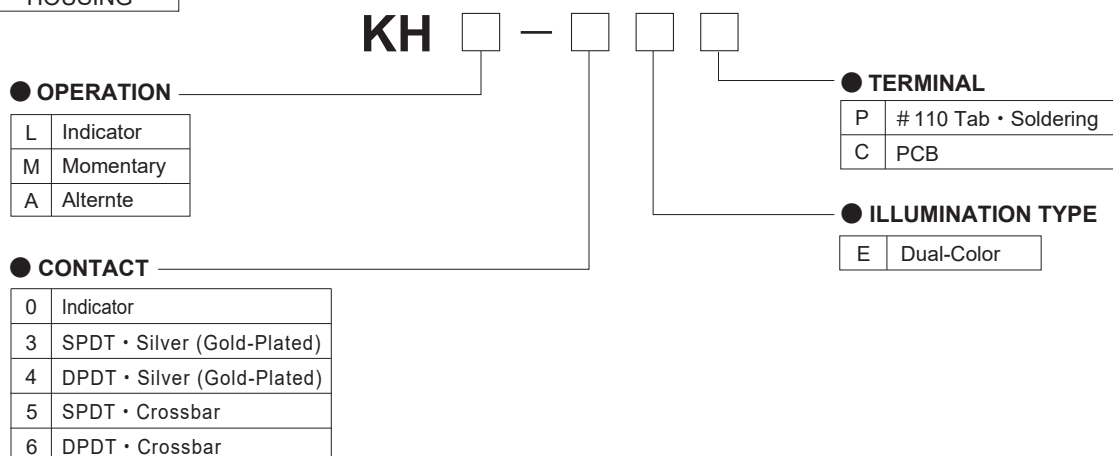 HOUSING
KH □ － □ □ □
● OPERATION
L Indicator
M Momentary
A Alternte
● CONTACT
0 Indicator
3 SPDT・Silver (Gold-Plated)
4 DPDT・Silver (Gold-Plated)
5 SPDT・Crossbar
6 DPDT・Crossbar
● TERMINAL
P ＃110 Tab・Soldering
C PCB
● ILLUMINATION TYPE
E Dual-Color